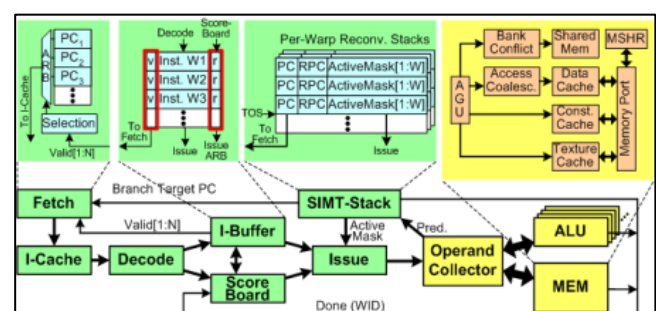 PC1
PC2
PC3
ARB
To I-Cache
Selection
Valid[1:N]
Decode
Score-
Board
v Inst. W1 r
v Inst. W2 r
v Inst. W3 r
To
Fetch
Issue
Issue
ARB
Per-Warp Reconv. Stacks
PC RPC ActiveMask[1:W]
PC RPC ActiveMask[1:W]
PC RPC ActiveMask[1:W]
TOS
To
Fetch
Issue
AGU
Bank
Conflict
Shared
Mem
MSHR
Access
Coalesc.
Data
Cache
Const.
Cache
Texture
Cache
Memory Port
Fetch
Branch Target PC
SIMT-Stack
Valid[1:N]
I-Buffer
Active
Mask
Pred.
I-Cache
Decode
Score
Board
Issue
Operand
Collector
ALU
MEM
Done (WID)